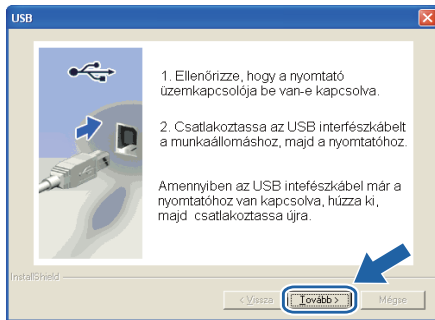 USB
1. Ellenőrizze, hogy a nyomtató
üzemkapcsolója be van-e kapcsolva.
2. Csatlakoztassa az USB interfészkábelt
a munkaállomáshoz, majd a nyomtatóhoz.
Amennyiben az USB intefészkábel már a
nyomtatóhoz van kapcsolva, húzza ki,
majd csatlakoztassa újra.
InstallShield
< Vissza Tovább > Mégse